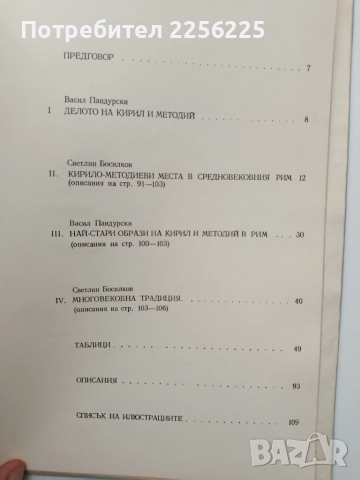 Потребител 2256225
ПРЕДГОВОР . . . . . . . . . . . . 7
Васил Пандурски
I ДЕЛОТО НА КИРИЛ И МЕТОДИЙ . . . . . . . . 8
Светлин Босилков
II. КИРИЛО-МЕТОДИЕВИ МЕСТА В СРЕДНОВЕКОВНИЯ РИМ 12
(описания на стр. 91—103)
Васил Пандурски
III. НАЙ-СТАРИ ОБРАЗИ НА КИРИЛ И МЕТОДИЙ В РИМ . . . 30
(описания на стр. 100—103)
Светлин Босилков
IV. МНОГОВЕКОВНА ТРАДИЦИЯ. . . . . . . . . . 40
(описания на стр. 103—106)
ТАБЛИЦИ . . . . . . . . . . . . 49
ОПИСАНИЯ . . . . . . . . . . . . 93
СПИСЪК НА ИЛЮСТРАЦИИТЕ . . . . . . . . 109
BAZAR